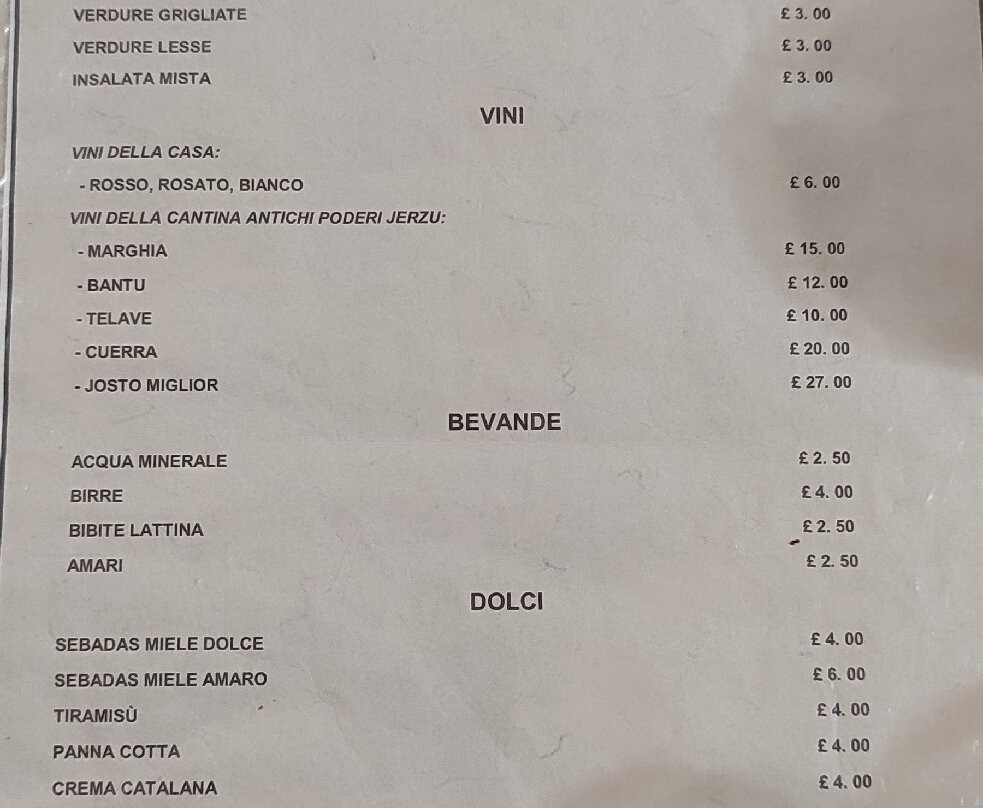 VERDURE GRIGLIATE £ 3. 00
VERDURE LESSE £ 3. 00
INSALATA MISTA £ 3. 00
VINI
VINI DELLA CASA:
- ROSSO, ROSATO, BIANCO £ 6. 00
VINI DELLA CANTINA ANTICHI PODERI JERZU:
- MARGHIA £ 15. 00
- BANTU £ 12. 00
- TELAVE £ 10. 00
- CUERRA £ 20. 00
- JOSTO MIGLIOR £ 27. 00
BEVANDE
ACQUA MINERALE £ 2. 50
BIRRE £ 4. 00
BIBITE LATTINA £ 2. 50
AMARI £ 2. 50
DOLCI
SEBADAS MIELE DOLCE £ 4. 00
SEBADAS MIELE AMARO £ 6. 00
TIRAMISÙ £ 4. 00
PANNA COTTA £ 4. 00
CREMA CATALANA £ 4. 00